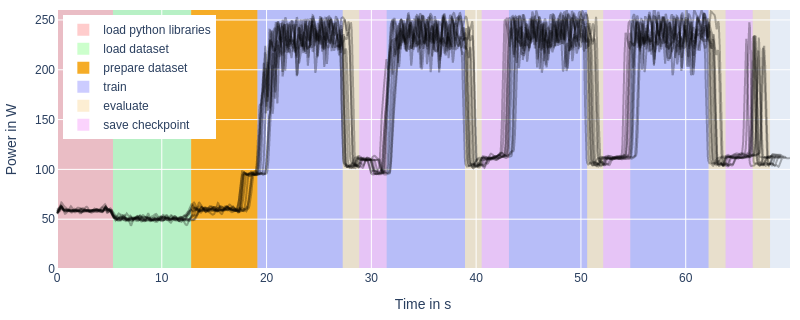 250
200
150
100
50
0
Power in W
load python libraries
load dataset
prepare dataset
train
evaluate
save checkpoint
0
10
20
30
40
50
60
Time in s